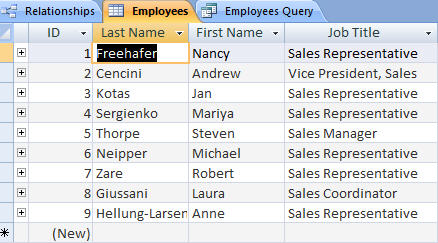 Relationships Employees Employees Query
ID Last Name First Name Job Title
1 Freehafer Nancy Sales Representative
2 Cencini Andrew Vice President, Sales
3 Kotas Jan Sales Representative
4 Sergienko Mariya Sales Representative
5 Thorpe Steven Sales Manager
6 Neipper Michael Sales Representative
7 Zare Robert Sales Representative
8 Giussani Laura Sales Coordinator
9 Hellung-Larsen Anne Sales Representative
(New)